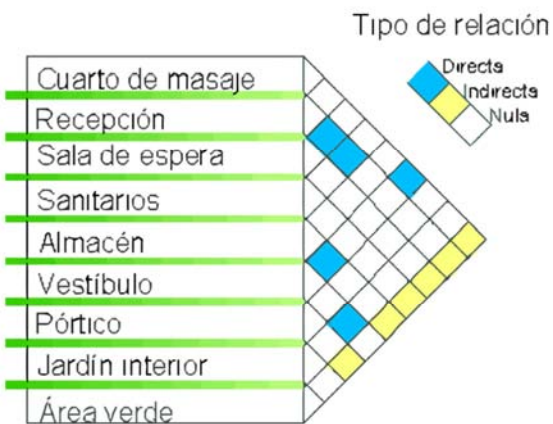 Tipo de relación
Directa
Indirecta
Nula
Cuarto de masaje
Recepción
Sala de espera
Sanitarios
Almacén
Vestíbulo
Pórtico
Jardín interior
Área verde